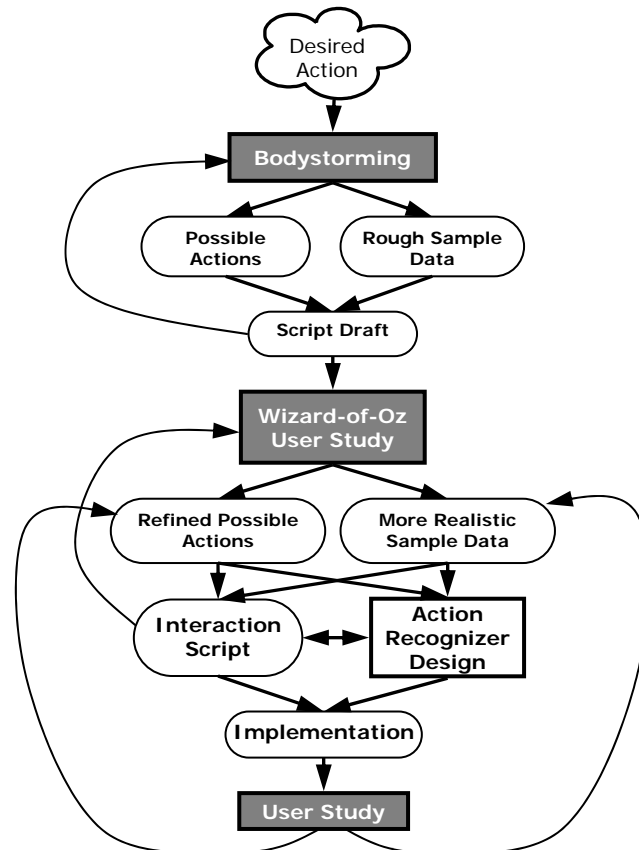 Desired
Action
Bodystorming
Possible
Actions
Rough Sample
Data
Script Draft
Wizard-of-Oz
User Study
Refined Possible
Actions
More Realistic
Sample Data
Interaction
Script
Action
Recognizer
Design
Implementation
User Study